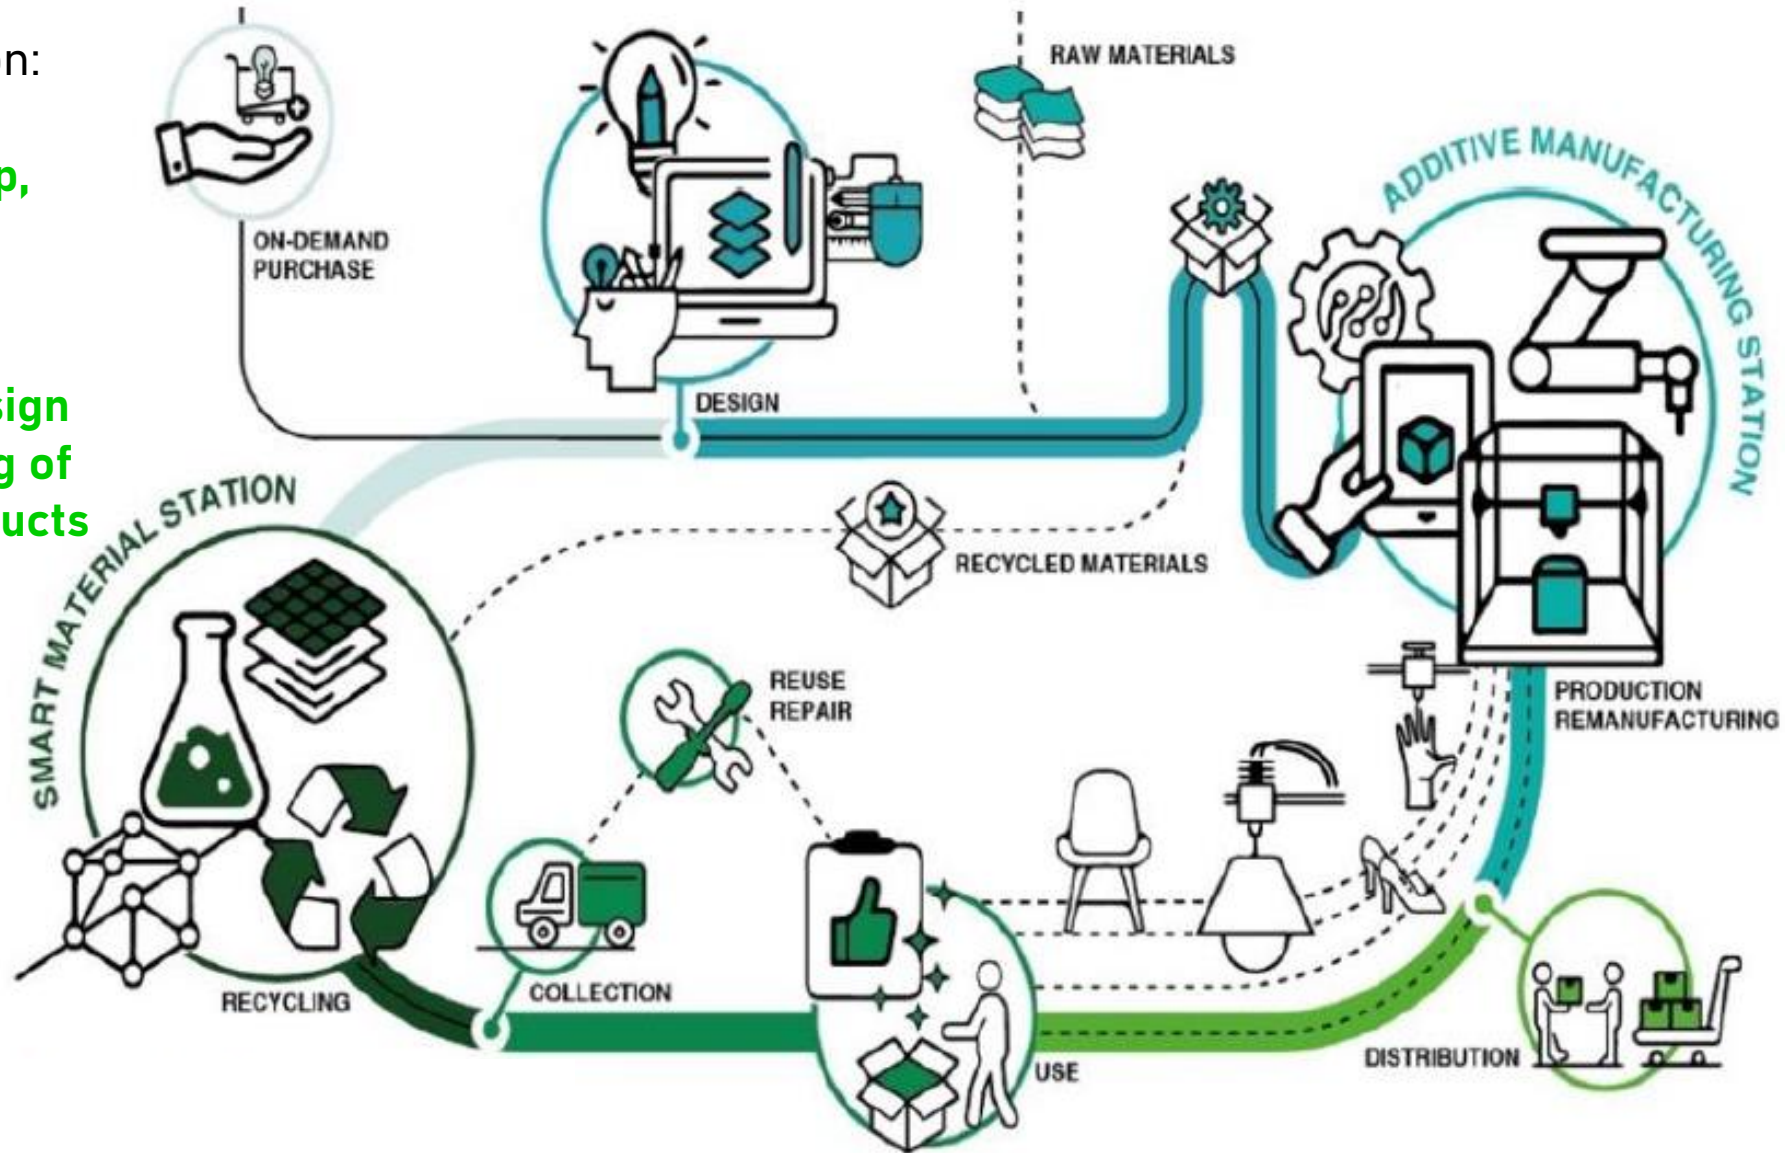 on:
p,
sign
g of
ucts
ON-DEMAND
PURCHASE
DESIGN
RAW MATERIALS
ADDITIVE MANUFACTURING STATION
SMART MATERIAL STATION
RECYCLED MATERIALS
REUSE
REPAIR
PRODUCTION
REMANUFACTURING
RECYCLING
COLLECTION
USE
DISTRIBUTION